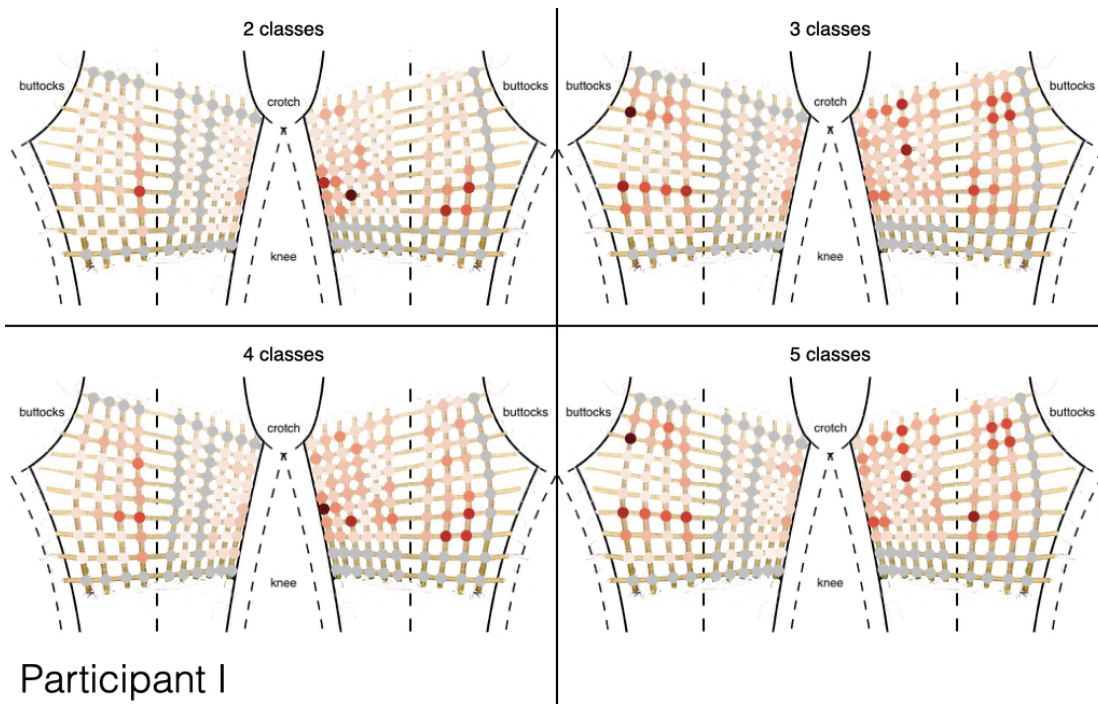 2 classes
buttocks
crotch
buttocks
knee
3 classes
buttocks
crotch
buttocks
knee
4 classes
buttocks
crotch
buttocks
knee
5 classes
buttocks
crotch
buttocks
knee
Participant I